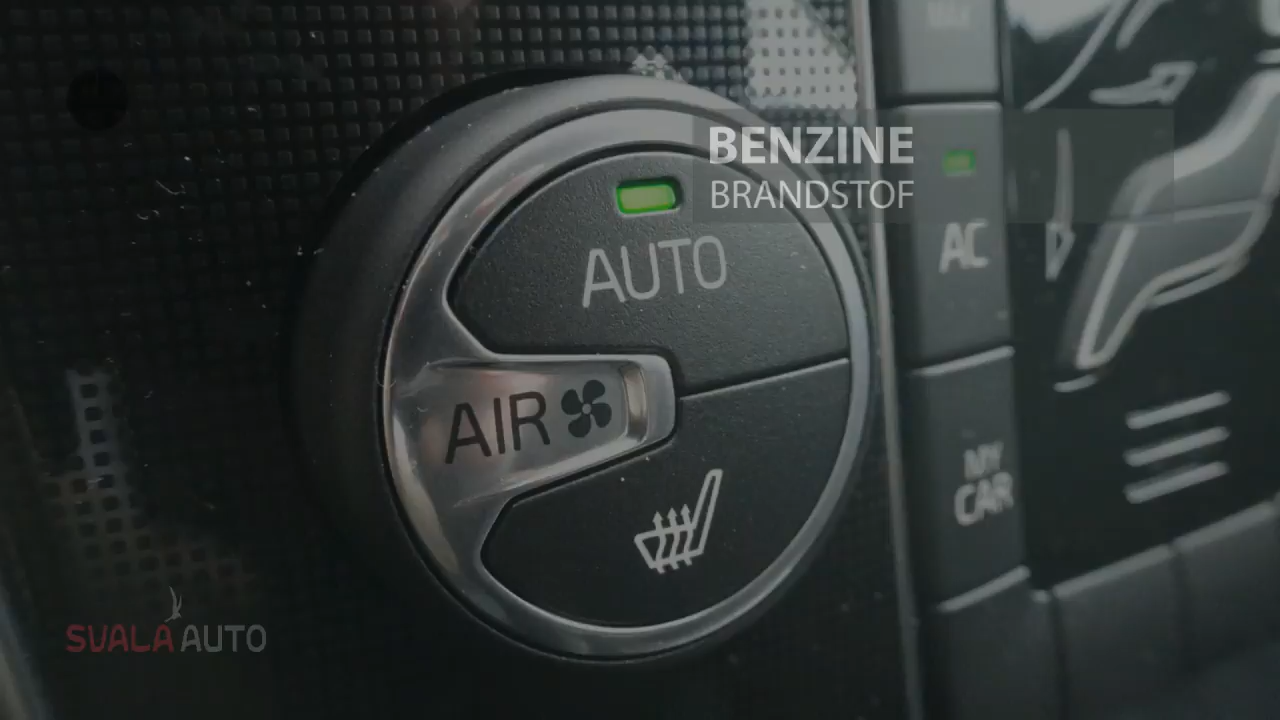 BENZINE
BRANDSTOF
AUTO
AC
AIR
MY
CAR
SVALA AUTO